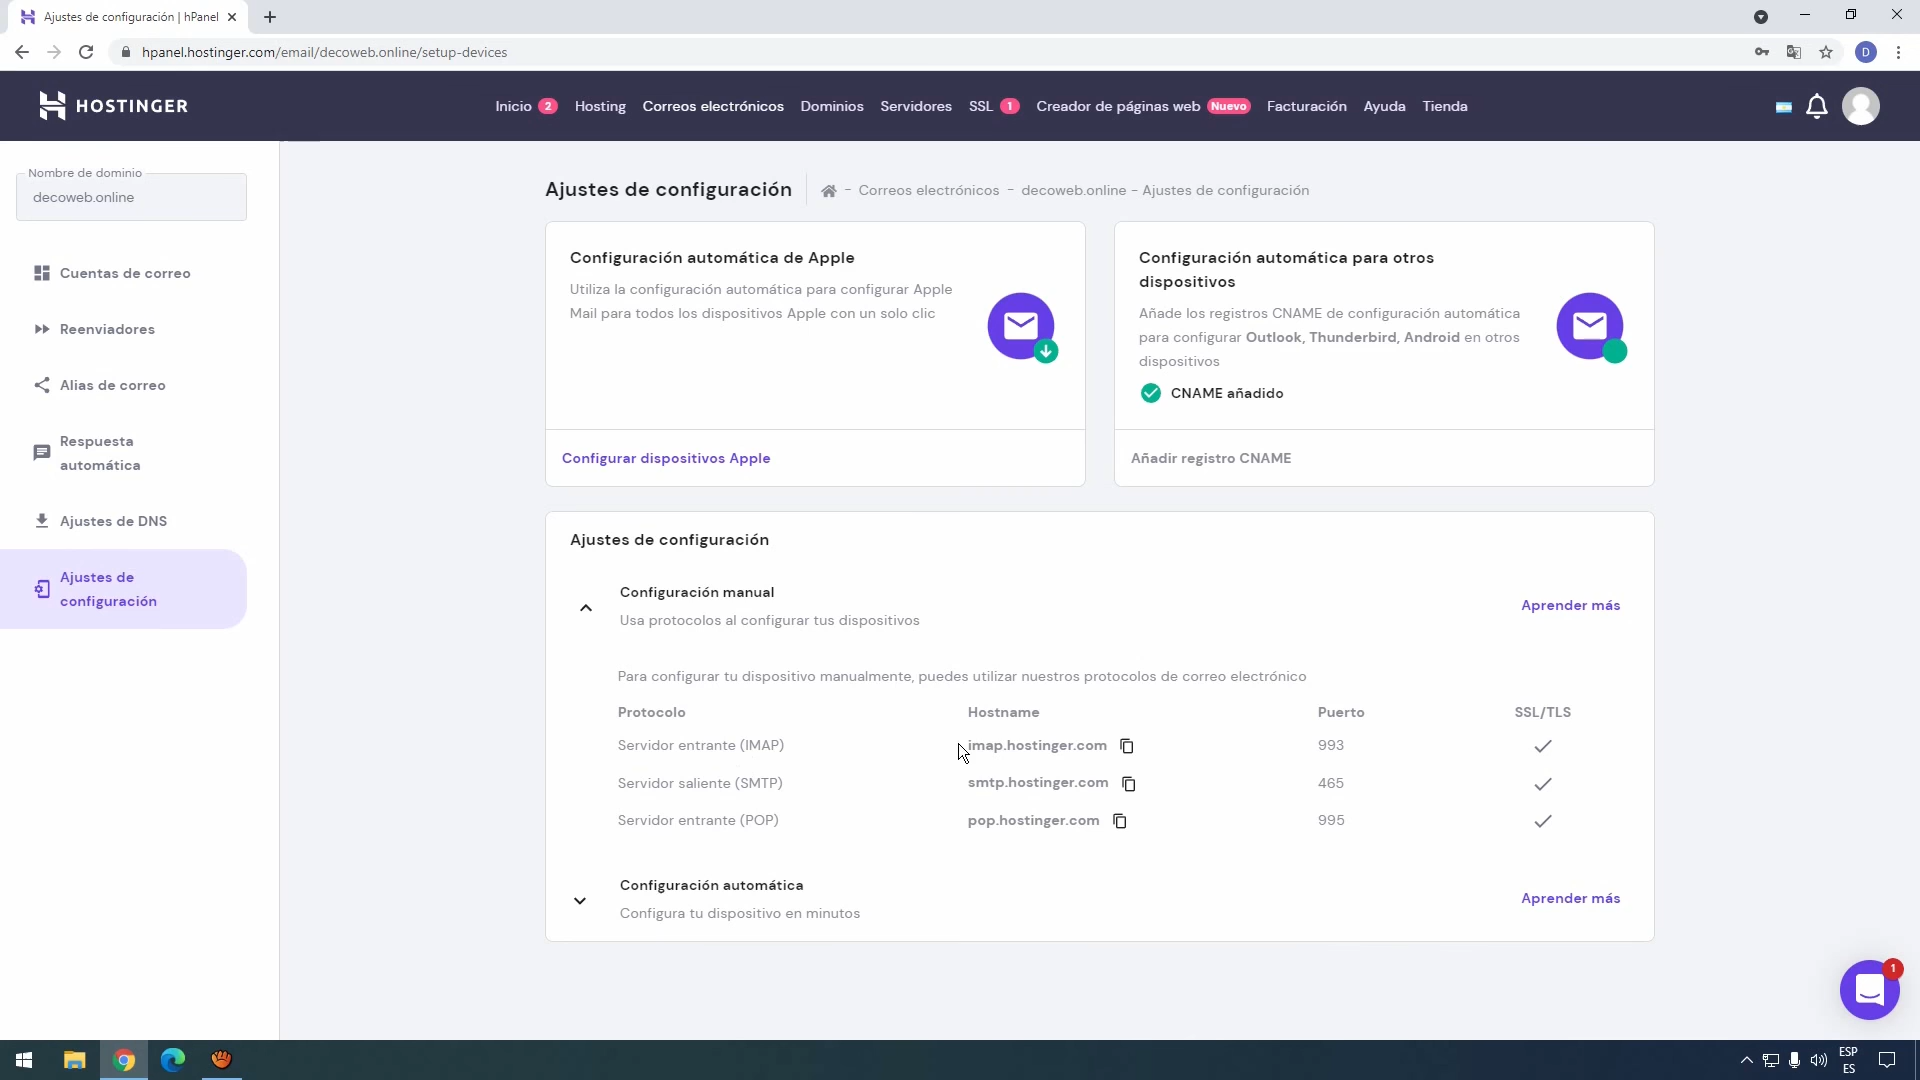 Ajustes de configuración | hPanel
hpanel.hostinger.com/email/decoweb.online/setup-devices
D
HOSTINGER
Inicio 2 Hosting Correos electrónicos Dominios Servidores SSL 1 Creador de páginas web Nuevo Facturación Ayuda Tienda
Nombre de dominio
decoweb.online
Cuentas de correo
Reenviadores
Alias de correo
Respuesta
automática
Ajustes de DNS
Ajustes de
configuración
Ajustes de configuración - Correos electrónicos - decoweb.online - Ajustes de configuración
Configuración automática de Apple
Utiliza la configuración automática para configurar Apple
Mail para todos los dispositivos Apple con un solo clic
Configurar dispositivos Apple
Configuración automática para otros
dispositivos
Añade los registros CNAME de configuración automática
para configurar Outlook, Thunderbird, Android en otros
dispositivos
CNAME añadido
Añadir registro CNAME
Ajustes de configuración
Configuración manual
Usa protocolos al configurar tus dispositivos
Aprender más
Para configurar tu dispositivo manualmente, puedes utilizar nuestros protocolos de correo electrónico
Protocolo Hostname Puerto SSL/TLS
Servidor entrante (IMAP) imap.hostinger.com 993
Servidor saliente (SMTP) smtp.hostinger.com 465
Servidor entrante (POP) pop.hostinger.com 995
Configuración automática
Configura tu dispositivo en minutos
Aprender más
1
ESP
ES